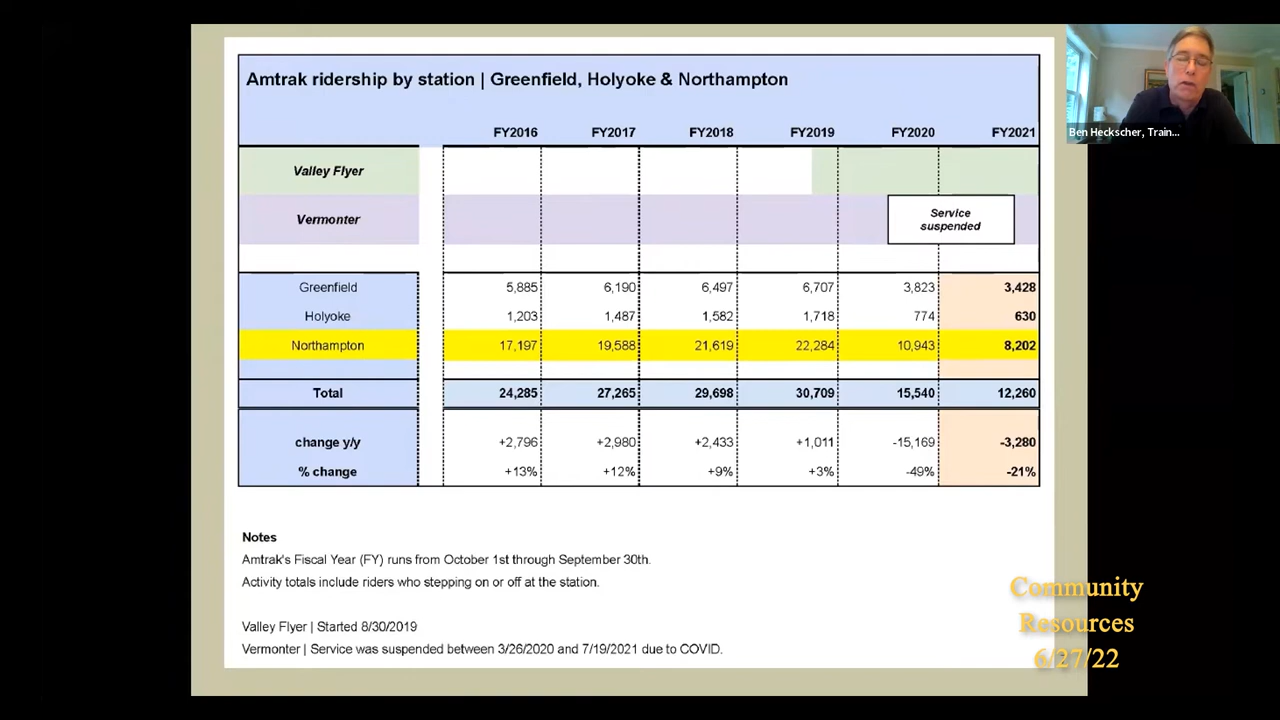 Amtrak ridership by station | Greenfield, Holyoke & Northampton
FY2016 FY2017 FY2018 FY2019 FY2020 FY2021
Valley Flyer
Vermonter
Service
suspended
Greenfield 5,885 6,190 6,497 6,707 3,823 3,428
Holyoke 1,203 1,487 1,582 1,718 774 630
Northampton 17,197 19,588 21,619 22,284 10,943 8,202
Total 24,285 27,265 29,698 30,709 15,540 12,260
change y/y +2,796 +2,980 +2,433 +1,011 -15,169 -3,280
% change +13% +12% +9% +3% -49% -21%
Notes
Amtrak's Fiscal Year (FY) runs from October 1st through September 30th.
Activity totals include riders who stepping on or off at the station.
Valley Flyer | Started 8/30/2019
Vermonter | Service was suspended between 3/26/2020 and 7/19/2021 due to COVID.
Ben Heckscher, Train...
Community
Resources
6/27/22